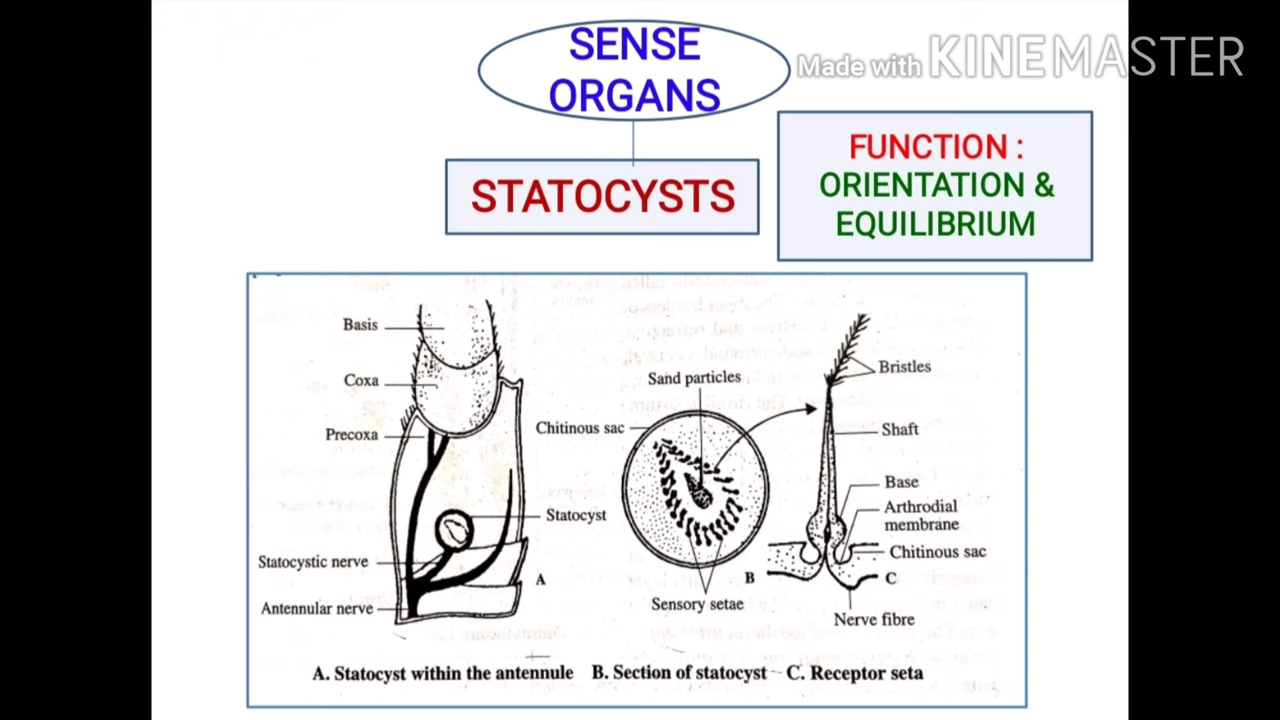 SENSE
ORGANS
Made with KINEMASTER
STATOCYSTS
FUNCTION :
ORIENTATION &
EQUILIBRIUM
Basis
Coxa
Precoxa
Statocyst
Statocystic nerve
Antennular nerve
A
Sand particles
Chitinous sac
Sensory setae
B
Bristles
Shaft
Base
Arthrodial
membrane
Chitinous sac
C
Nerve fibre
A. Statocyst within the antennule B. Section of statocyst C. Receptor seta